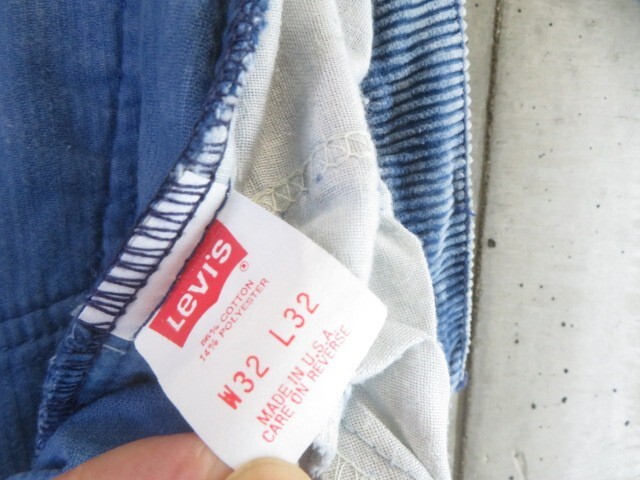 Levi's
®
86% COTTON
14% POLYESTER
W32 L32
MADE IN U.S.A.
CARE ON REVERSE